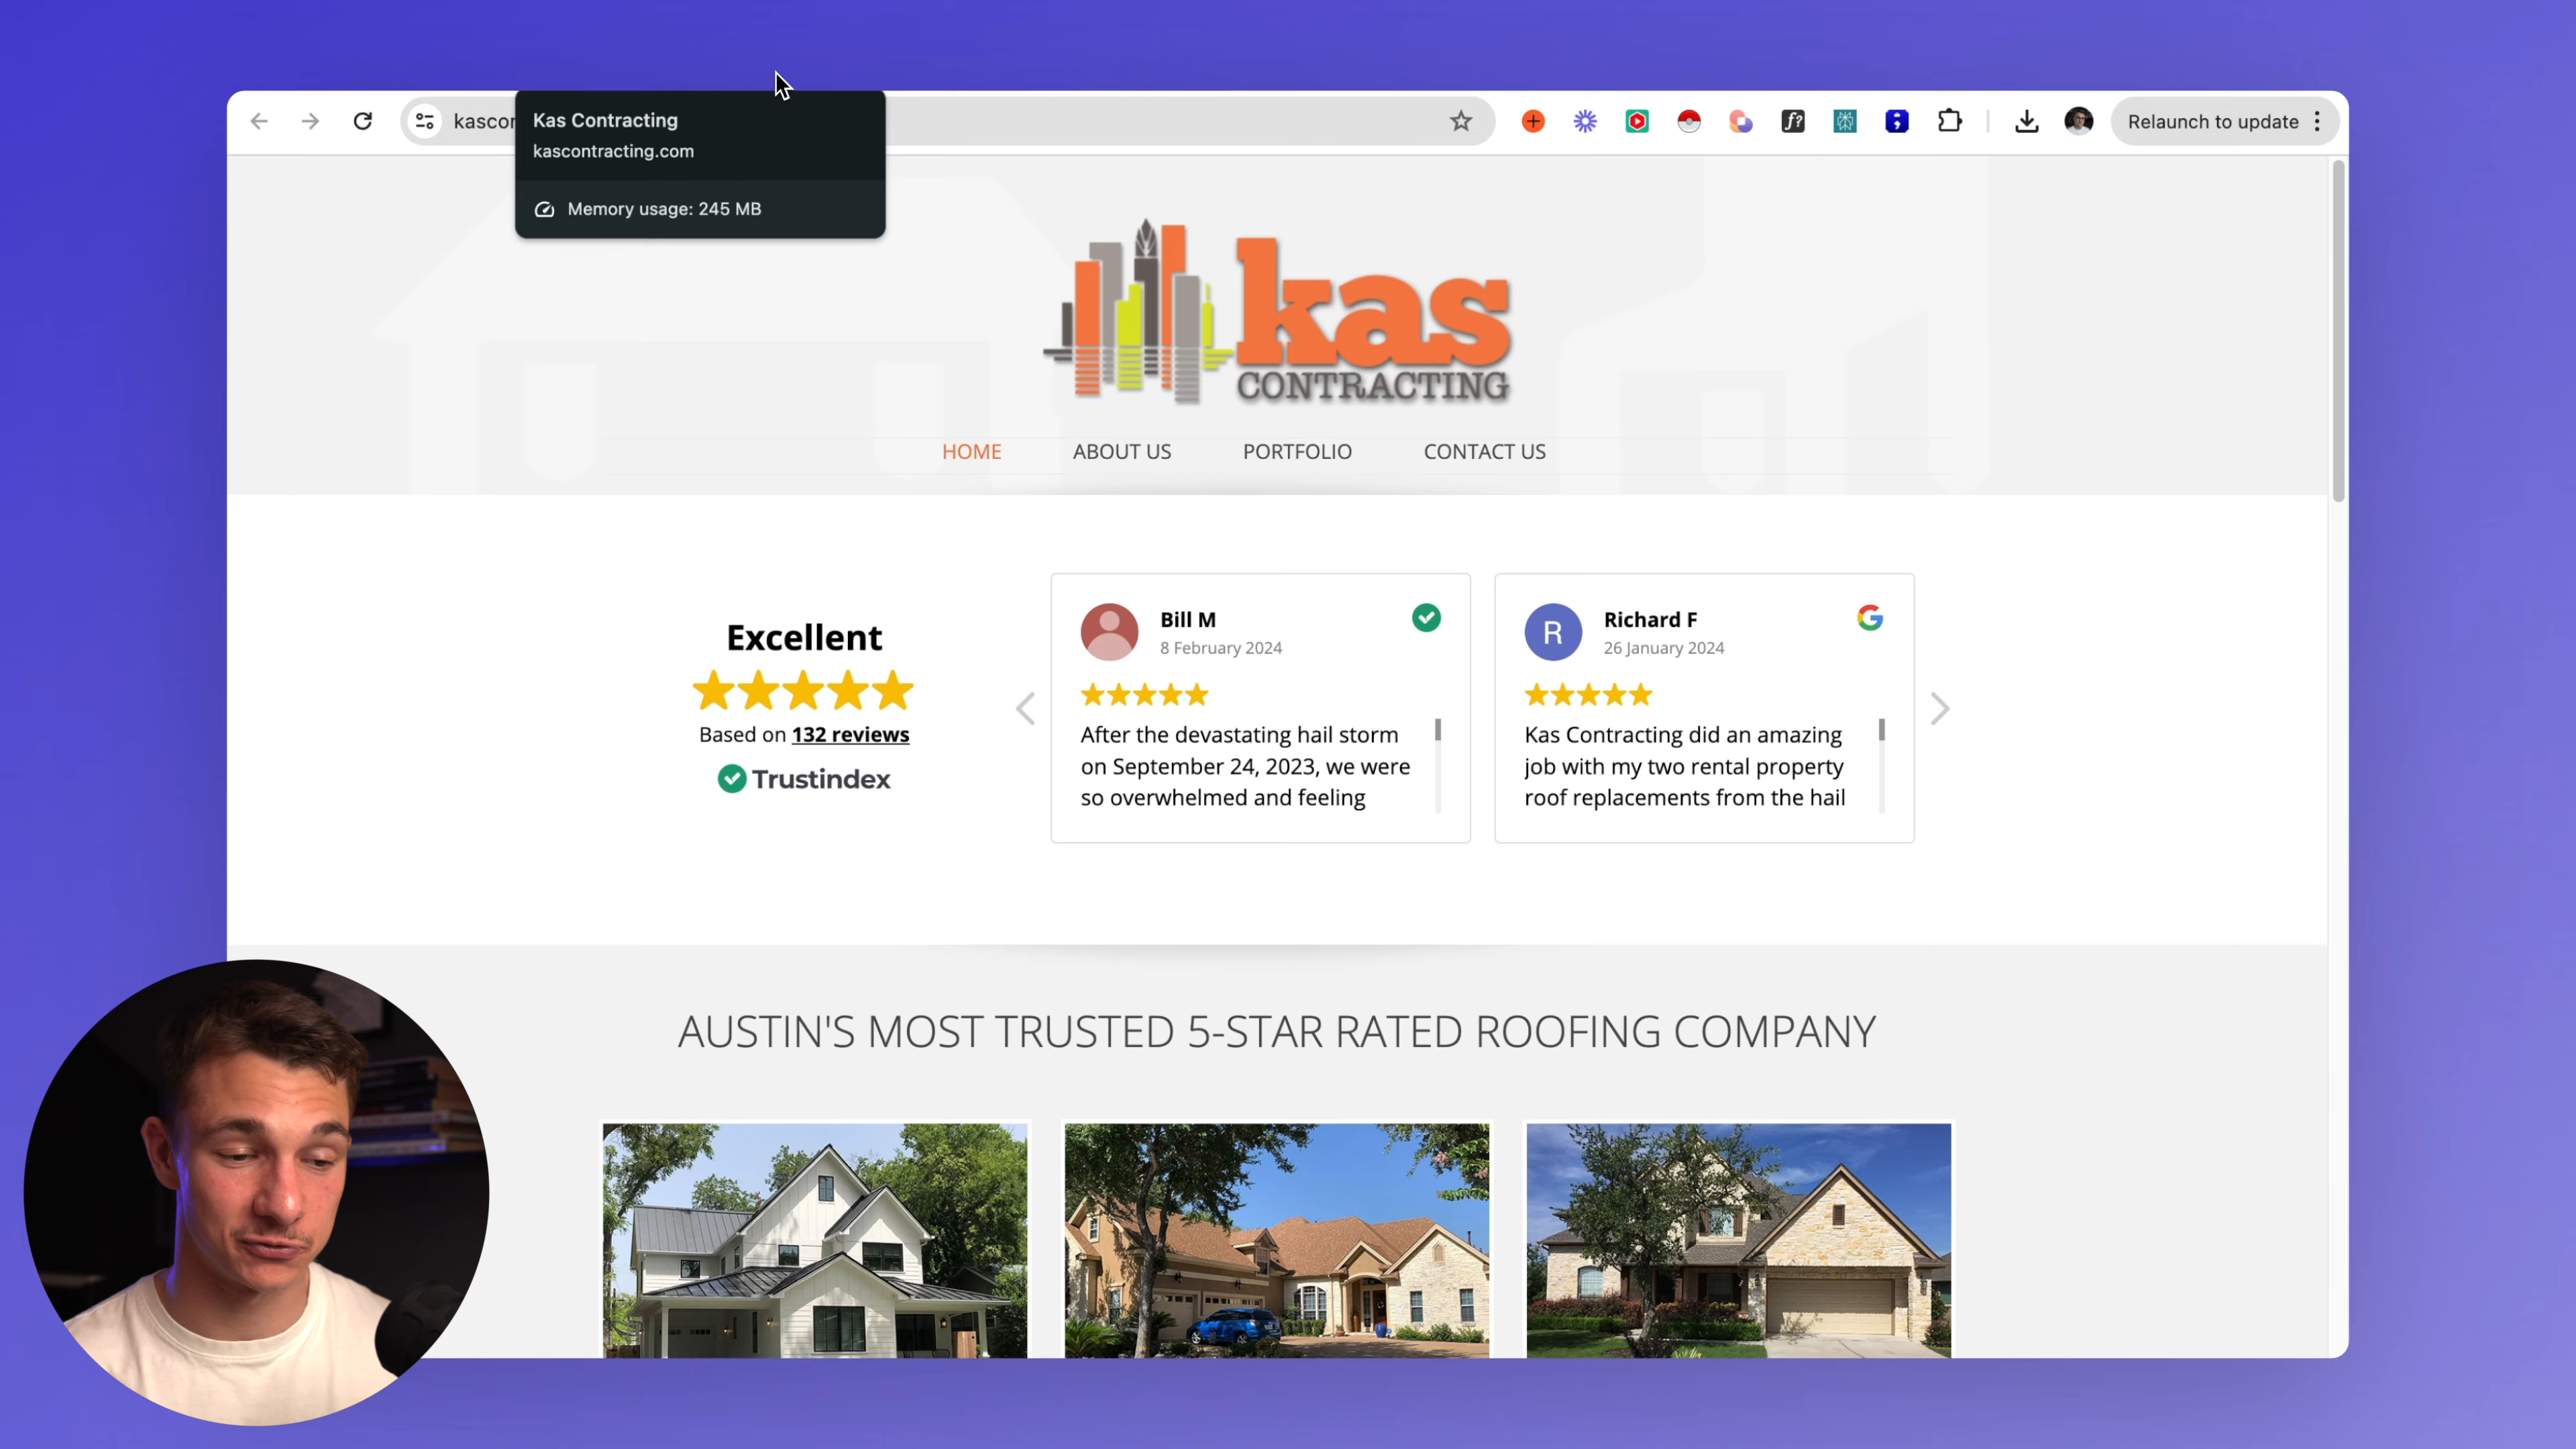 kascor
Kas Contracting
kascontracting.com
Memory usage: 245 MB
f?
Relaunch to update
kas
CONTRACTING
HOME ABOUT US PORTFOLIO CONTACT US
Excellent
Based on 132 reviews
Trustindex
Bill M
8 February 2024
After the devastating hail storm
on September 24, 2023, we were
so overwhelmed and feeling
R
Richard F
26 January 2024
G
Kas Contracting did an amazing
job with my two rental property
roof replacements from the hail
AUSTIN'S MOST TRUSTED 5-STAR RATED ROOFING COMPANY